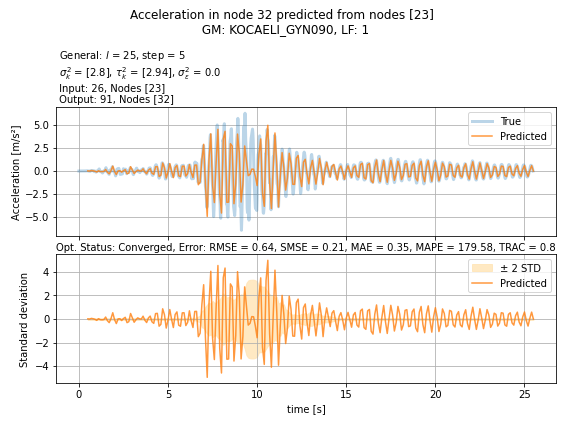 Acceleration in node 32 predicted from nodes [23]
GM: KOCAELI_GYN090, LF: 1
General: l = 25, step = 5
σ²ₖ = [2.8], τ²ₖ = [2.94], σ²ε = 0.0
Input: 26, Nodes [23]
Output: 91, Nodes [32]
True
Predicted
5.0
2.5
0.0
−2.5
−5.0
Acceleration [m/s²]
Opt. Status: Converged, Error: RMSE = 0.64, SMSE = 0.21, MAE = 0.35, MAPE = 179.58, TRAC = 0.8
± 2 STD
Predicted
4
2
0
−2
−4
Standard deviation
0 5 10 15 20 25
time [s]